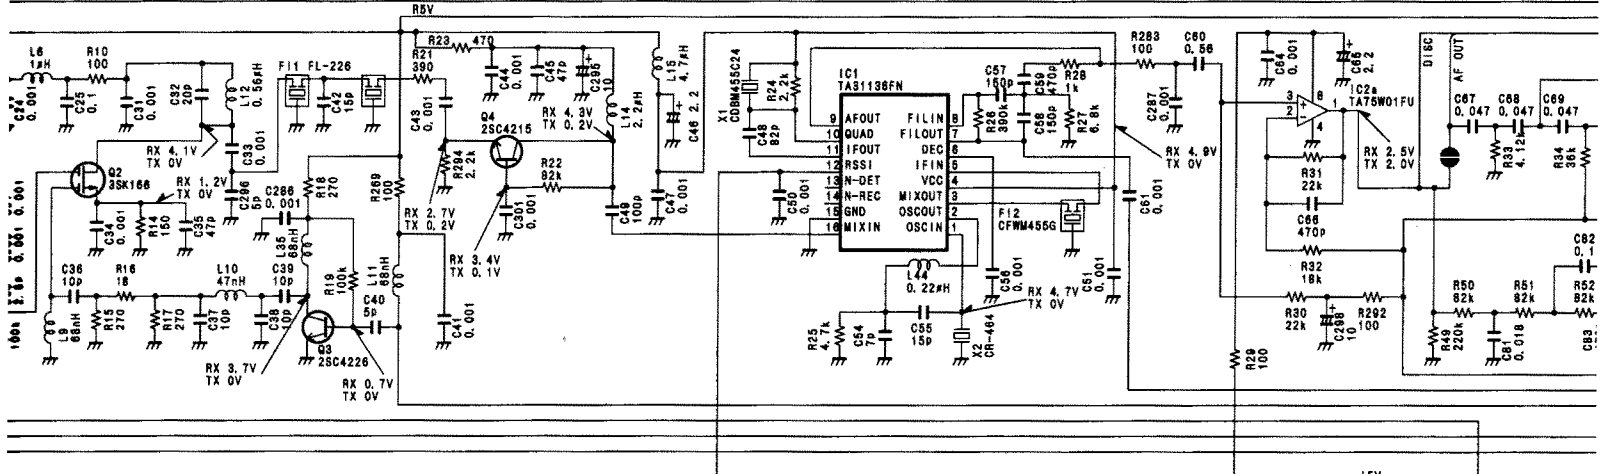 R5V
L6
1µH
R10
100
C24
0.001
C25
0.1
C31
0.001
C32
20p
L12
0.56µH
FI1 FL-226
C42
15p
R21
390
R23 470
C43
0.001
C44
0.001
C45
47p
C295
10
L14
2.2µH
L15
4.7µH
C46 2.2
Q4
2SC4215
RX 4.3V
TX 0.2V
RX 4.1V
TX 0V
C33
0.001
Q2
3SK166
RX 1.2V
TX 0V
C296
5p
C286
0.001
R18
270
R269
100
R294
2.2k
R22
82k
C301
0.001
C49
100p
C47
0.001
C34
0.001
R14
150
C35
47p
L35
68nH
RX 2.7V
TX 0.2V
RX 3.4V
TX 0.1V
0.001 0.001
100n
C36
10p
R16
18
L10
47nH
C39
10p
R19
100k
L11
68nH
C40
5p
C41
0.001
L9
68nH
R15
270
R17
270
C37
10p
C38
10p
Q3
2SC4226
RX 3.7V
TX 0V
RX 0.7V
TX 0V
X1
CDBM455C24
R24
2.2k
C48
82p
IC1
TA31136FN
9 AFOUT FILIN 8
10 QUAD FILOUT 7
11 IFOUT DEC 6
12 RSSI IFIN 5
13 N-DET VCC 4
14 N-REC MIXOUT 3
15 GND OSCOUT 2
16 MIXIN OSCIN 1
C50
0.001
C57
150p
C59
470p
R28
1k
R26
390k
C58
150p
R27
6.8k
R283
100
C60
0.56
C287
0.001
RX 4.9V
TX 0V
C61
0.001
FI2
CFWM455G
L44
0.22µH
C56
0.001
C51
0.001
RX 4.7V
TX 0V
R25
4.7k
C54
7p
C55
15p
X2
CR-464
C64
0.001
C65
2.2
IC2a
TA75W01FU
3
2
8
1
4
RX 2.5V
TX 2.0V
R31
22k
C66
470p
R32
18k
R30
22k
C298
10
R292
100
R29
100
DISC
AF OUT
C67
0.047
C68
0.047
C69
0.047
R33
4.12k
R34
36k
C82
0.1
R50
82k
R51
82k
R52
82k
R49
220k
C81
0.018